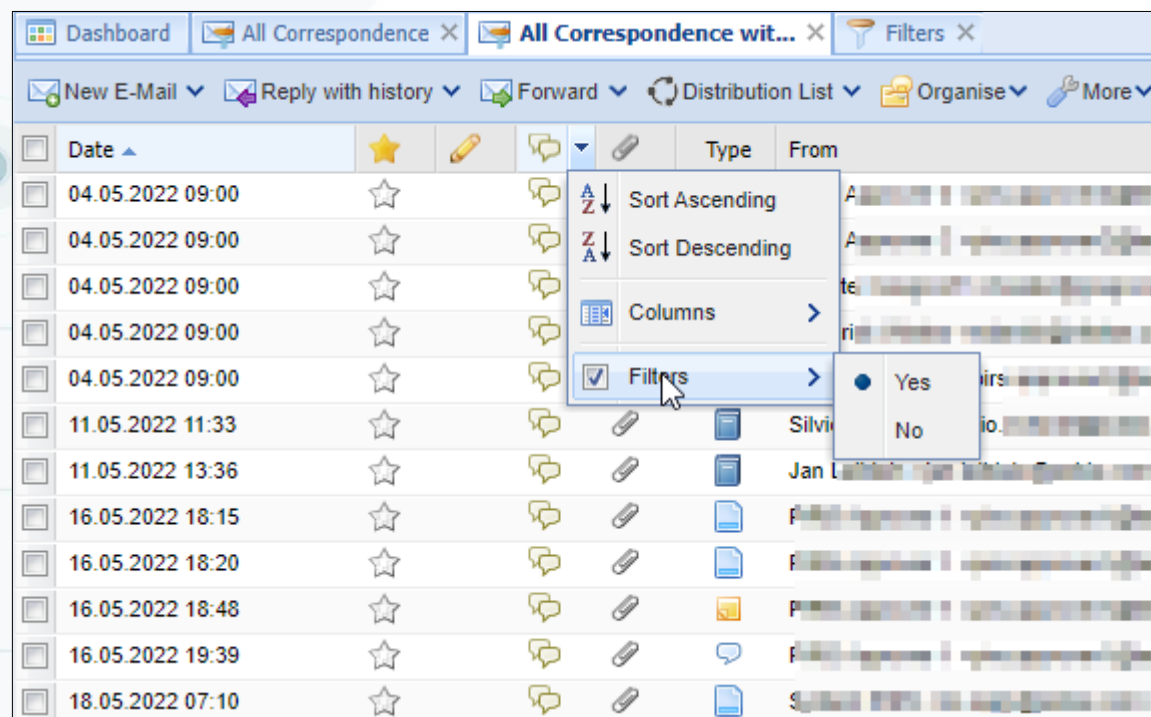 Dashboard All Correspondence All Correspondence wit... Filters
New E-Mail Reply with history Forward Distribution List Organise More
Date Type From
04.05.2022 09:00
Sort Ascending
04.05.2022 09:00
Sort Descending
04.05.2022 09:00
Columns
04.05.2022 09:00
04.05.2022 09:00
Filters
Yes
No
11.05.2022 11:33
11.05.2022 13:36 Jan
16.05.2022 18:15
16.05.2022 18:20
16.05.2022 18:48
16.05.2022 19:39
18.05.2022 07:10